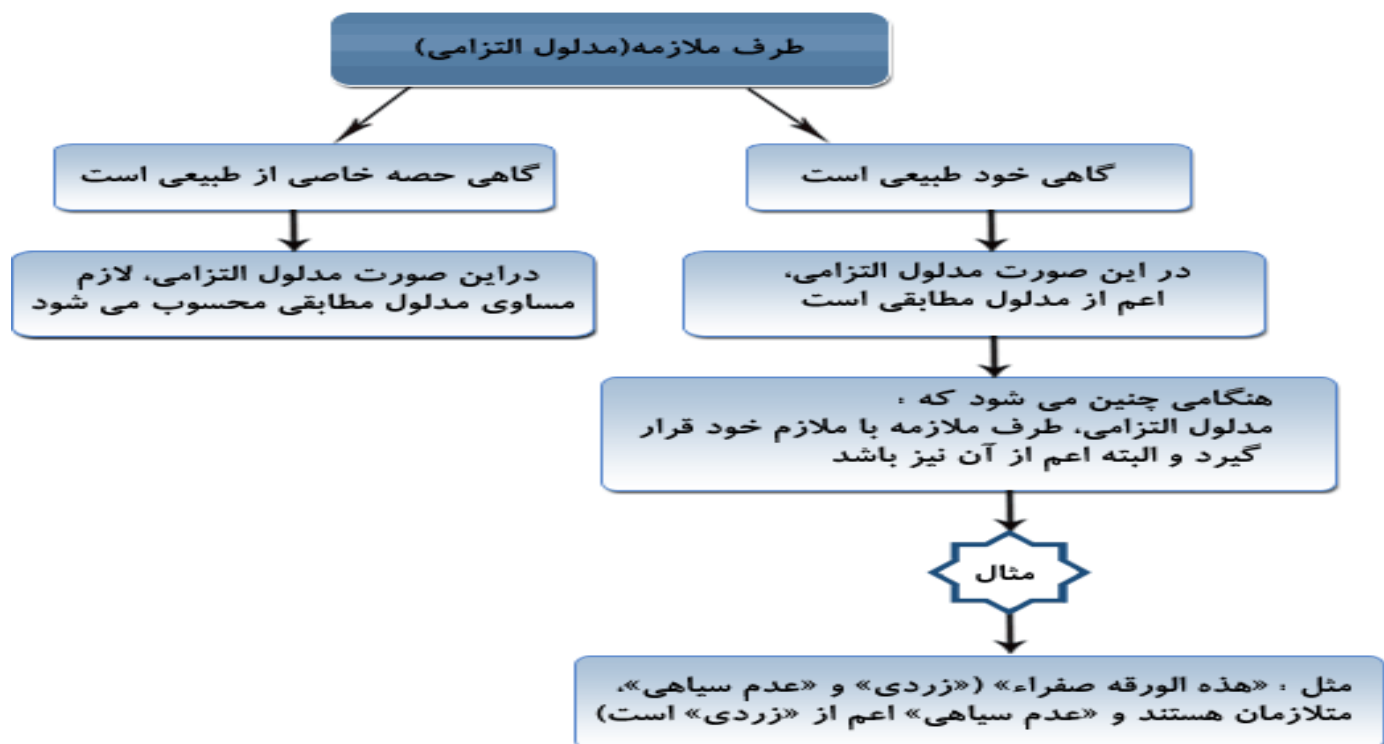 طرف ملازمه(مدلول التزامی)
گاهی خود طبیعی است
گاهی حصه خاصی از طبیعی است
در این صورت مدلول التزامی،
اعم از مدلول مطابقی است
دراین صورت مدلول التزامی، لازم
مساوی مدلول مطابقی محسوب می شود
هنگامی چنین می شود که :
مدلول التزامی، طرف ملازمه با ملازم خود قرار
گیرد و البته اعم از آن نیز باشد
مثال
مثل : «هذه الورقه صفراء» («زردی» و «عدم سیاهی»،
متلازمان هستند و «عدم سیاهی» اعم از «زردی» است)